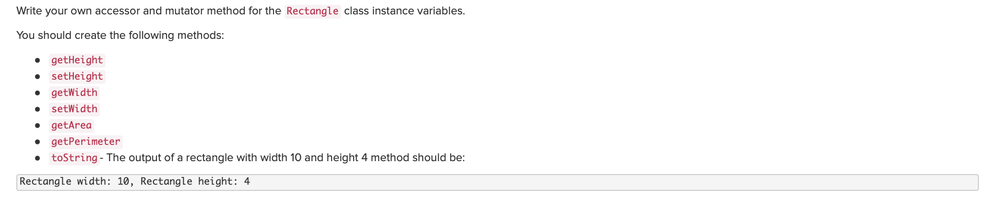 Write your own accessor and mutator method for the Rectangle class instance variables.
You should create the following methods:
• getHeight
• setHeight
• getWidth
• setWidth
• getArea
• getPerimeter
• toString - The output of a rectangle with width 10 and height 4 method should be:
Rectangle width: 10, Rectangle height: 4